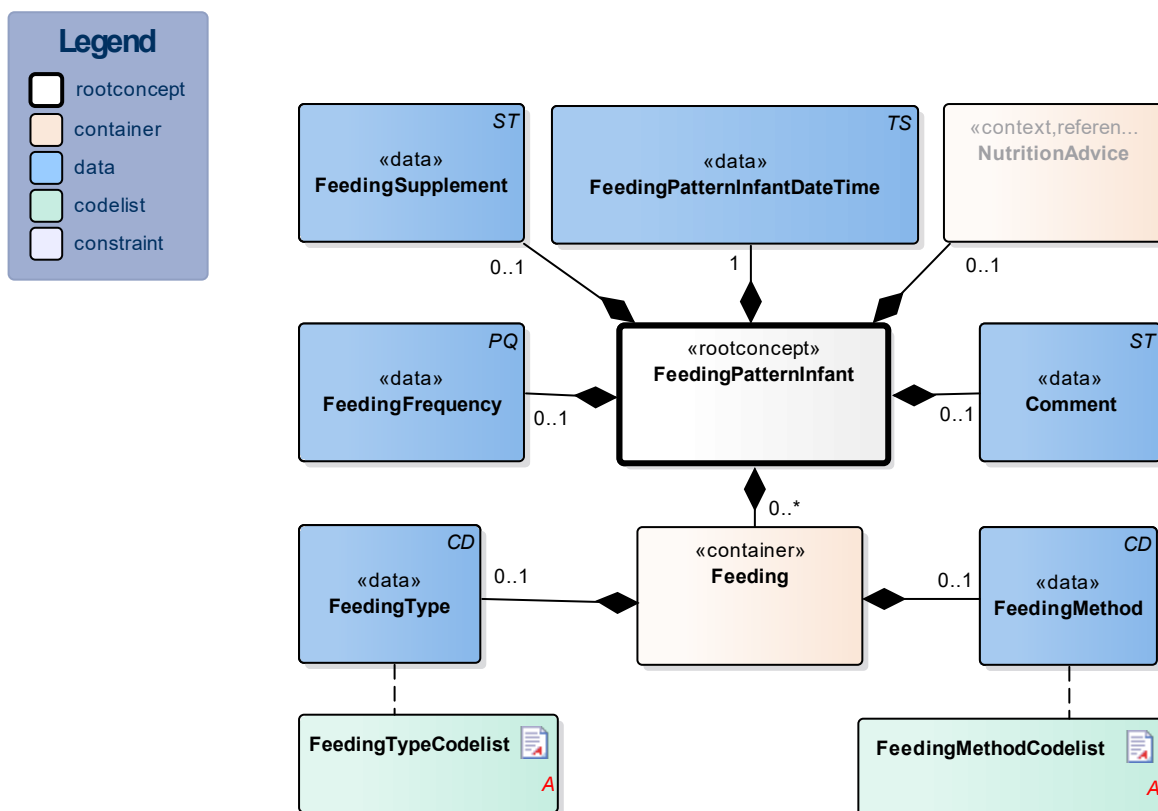 Legend
rootconcept
container
data
codelist
constraint
ST
«data»
FeedingSupplement
TS
«data»
FeedingPatternInfantDateTime
«context,referen...
NutritionAdvice
0..1
1
0..1
PQ
«data»
FeedingFrequency
0..1
«rootconcept»
FeedingPatternInfant
ST
«data»
Comment
0..1
0..*
CD
«data»
FeedingType
0..1
«container»
Feeding
0..1
CD
«data»
FeedingMethod
FeedingTypeCodelist
A
FeedingMethodCodelist
A